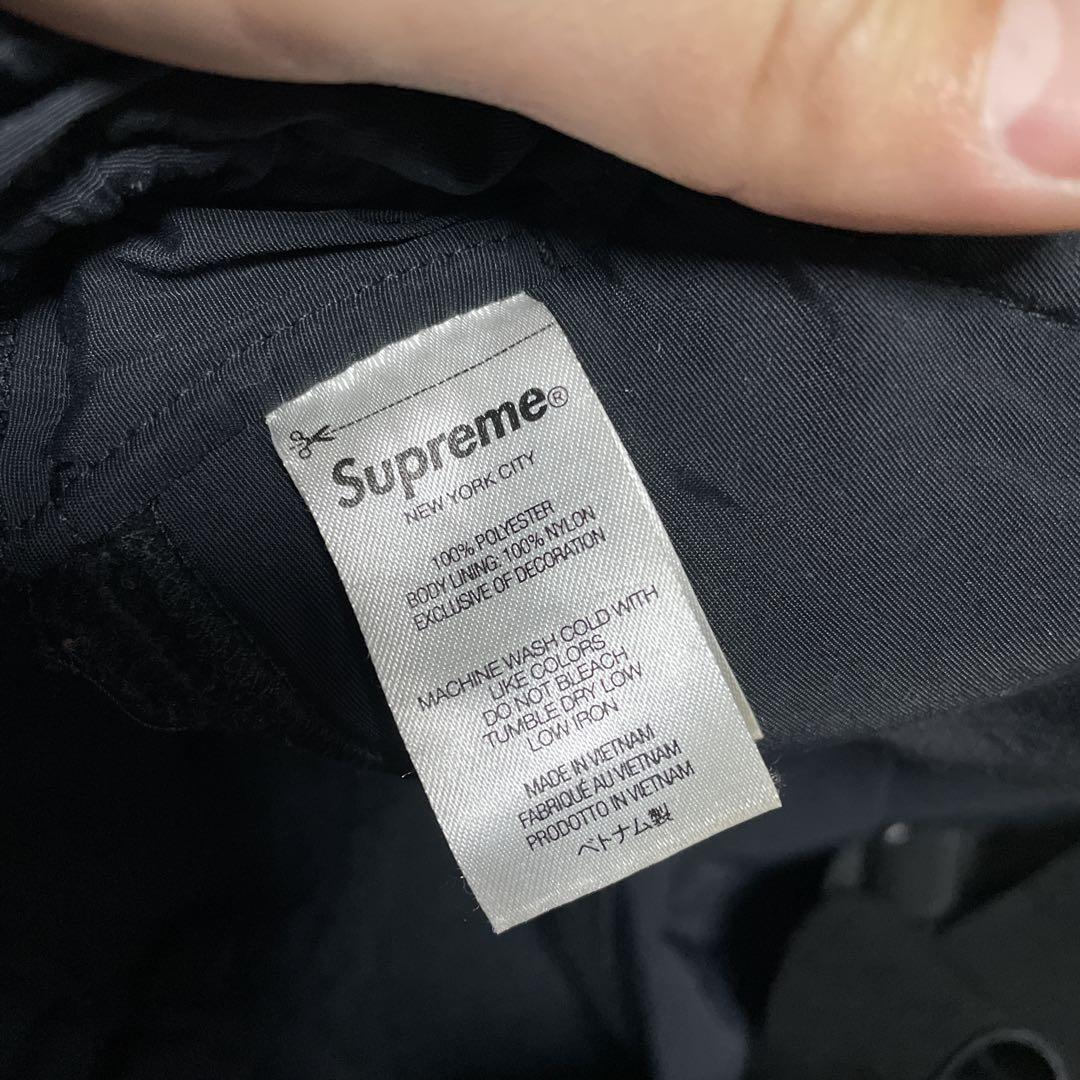 Supreme®
NEW YORK CITY
100% POLYESTER
BODY LINING: 100% NYLON
EXCLUSIVE OF DECORATION
MACHINE WASH COLD WITH
LIKE COLORS
DO NOT BLEACH
TUMBLE DRY LOW
LOW IRON
MADE IN VIETNAM
FABRIQUÉ AU VIETNAM
PRODOTTO IN VIETNAM
ベトナム製